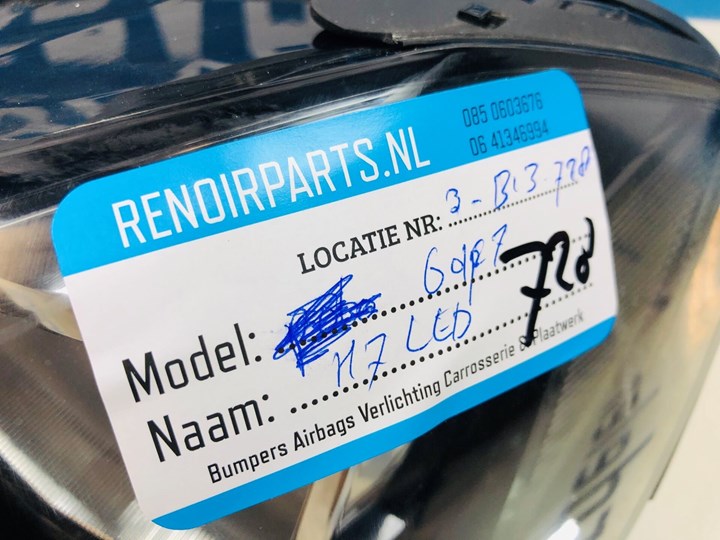 085 0603676
06 41346994
RENOIRPARTS.NL
LOCATIE NR: 3-B13.728
Model: Golf 7
728
Naam: H7 LED
Bumpers Airbags Verlichting Carrosserie & Plaatwerk